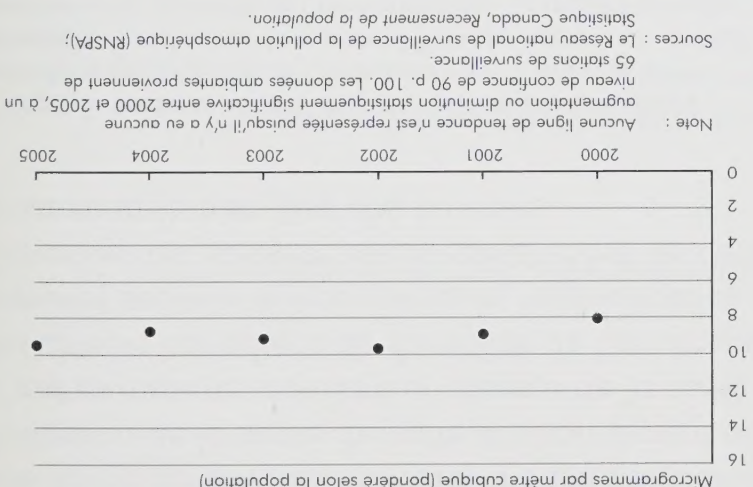 Microgrammes par mètre cubique (pondéré selon la population)
16
14
12
10
8
6
4
2
0
2000 2001 2002 2003 2004 2005
Note : Aucune ligne de tendance n'est représentée puisqu'il n'y a eu aucune
augmentation ou diminution statistiquement significative entre 2000 et 2005, à un
niveau de confiance de 90 p. 100. Les données ambiantes proviennent de
65 stations de surveillance.
Sources : Le Réseau national de surveillance de la pollution atmosphérique (RNSPA);
Statistique Canada, Recensement de la population.